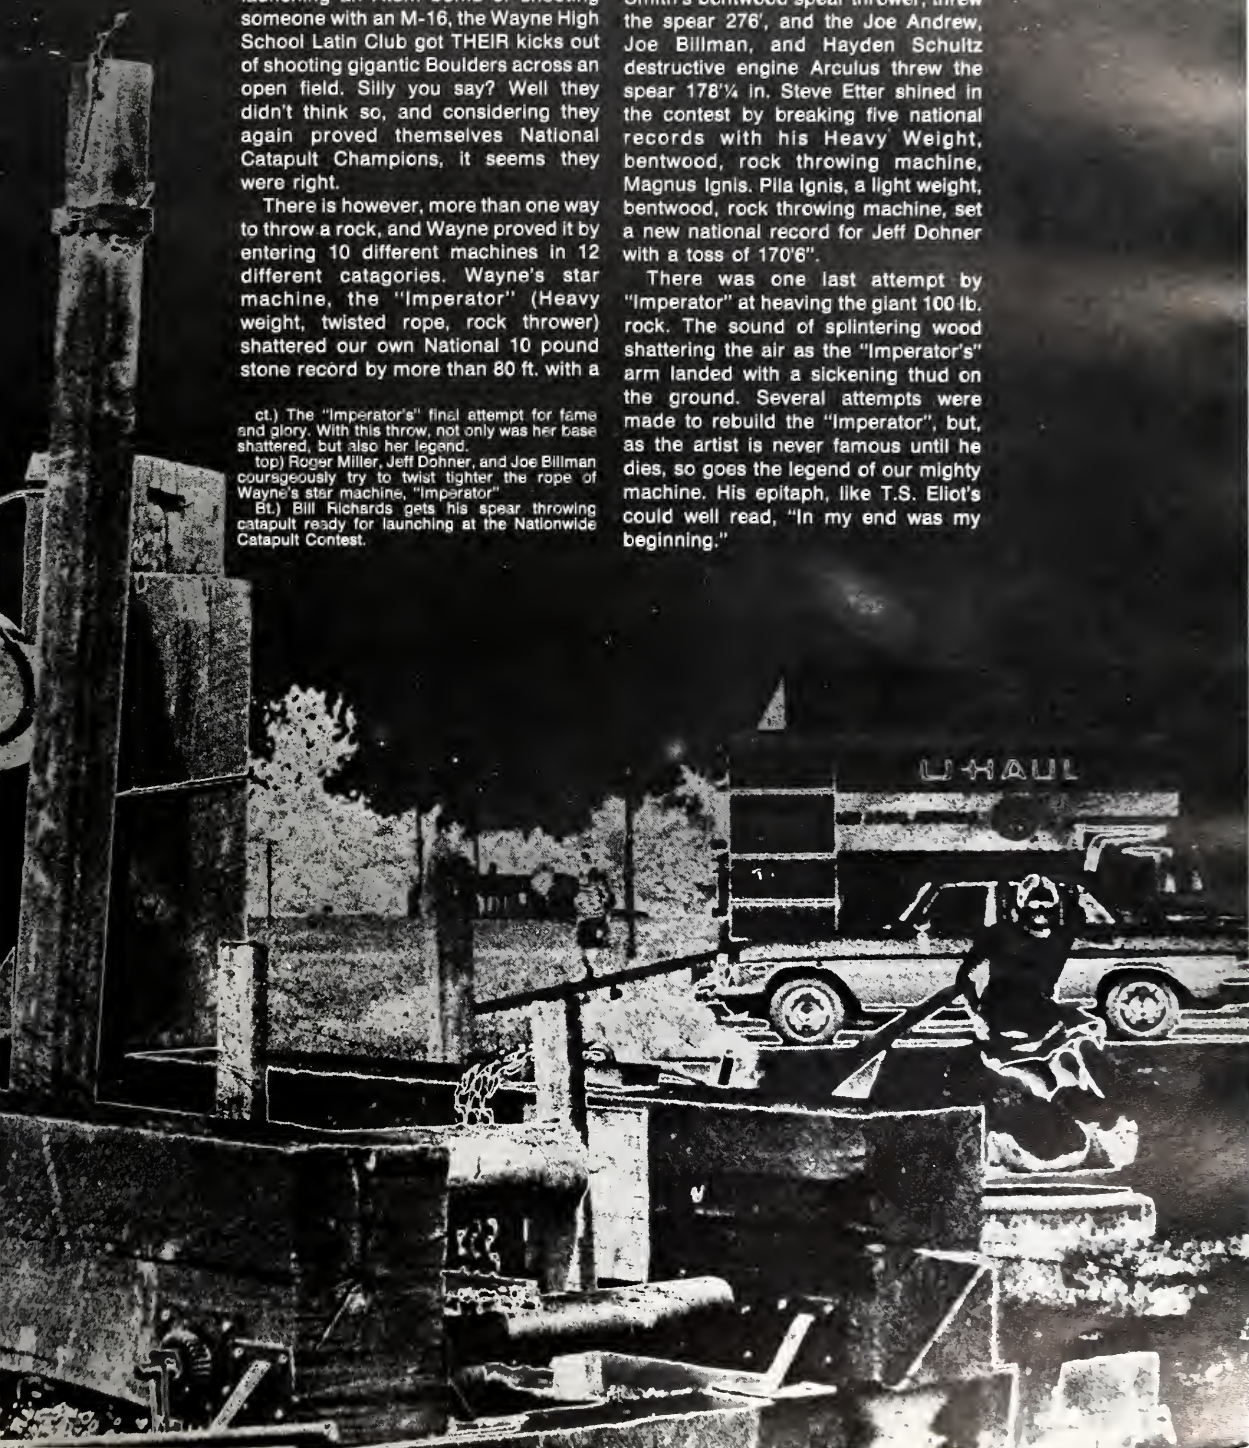 someone with an M-16, the Wayne High
School Latin Club got THEIR kicks out
of shooting gigantic Boulders across an
open field. Silly you say? Well they
didn't think so, and considering they
again proved themselves National
Catapult Champions, it seems they
were right.
There is however, more than one way
to throw a rock, and Wayne proved it by
entering 10 different machines in 12
different catagories. Wayne's star
machine, the "Imperator" (Heavy
weight, twisted rope, rock thrower)
shattered our own National 10 pound
stone record by more than 80 ft. with a
ct.) The "Imperator's" final attempt for fame
and glory. With this throw, not only was her base
shattered, but also her legend.
top) Roger Miller, Jeff Dohner, and Joe Billman
courageously try to twist tighter the rope of
Wayne's star machine, "Imperator"
Bt.) Bill Richards gets his spear throwing
catapult ready for launching at the Nationwide
Catapult Contest.
Smith's bentwood spear thrower, threw
the spear 276', and the Joe Andrew,
Joe Billman, and Hayden Schultz
destructive engine Arculus threw the
spear 178'¼ in. Steve Etter shined in
the contest by breaking five national
records with his Heavy Weight,
bentwood, rock throwing machine,
Magnus Ignis. Pila Ignis, a light weight,
bentwood, rock throwing machine, set
a new national record for Jeff Dohner
with a toss of 170'6".
There was one last attempt by
"Imperator" at heaving the giant 100 lb.
rock. The sound of splintering wood
shattering the air as the "Imperator's"
arm landed with a sickening thud on
the ground. Several attempts were
made to rebuild the "Imperator", but,
as the artist is never famous until he
dies, so goes the legend of our mighty
machine. His epitaph, like T.S. Eliot's
could well read, "In my end was my
beginning."
U-HAUL